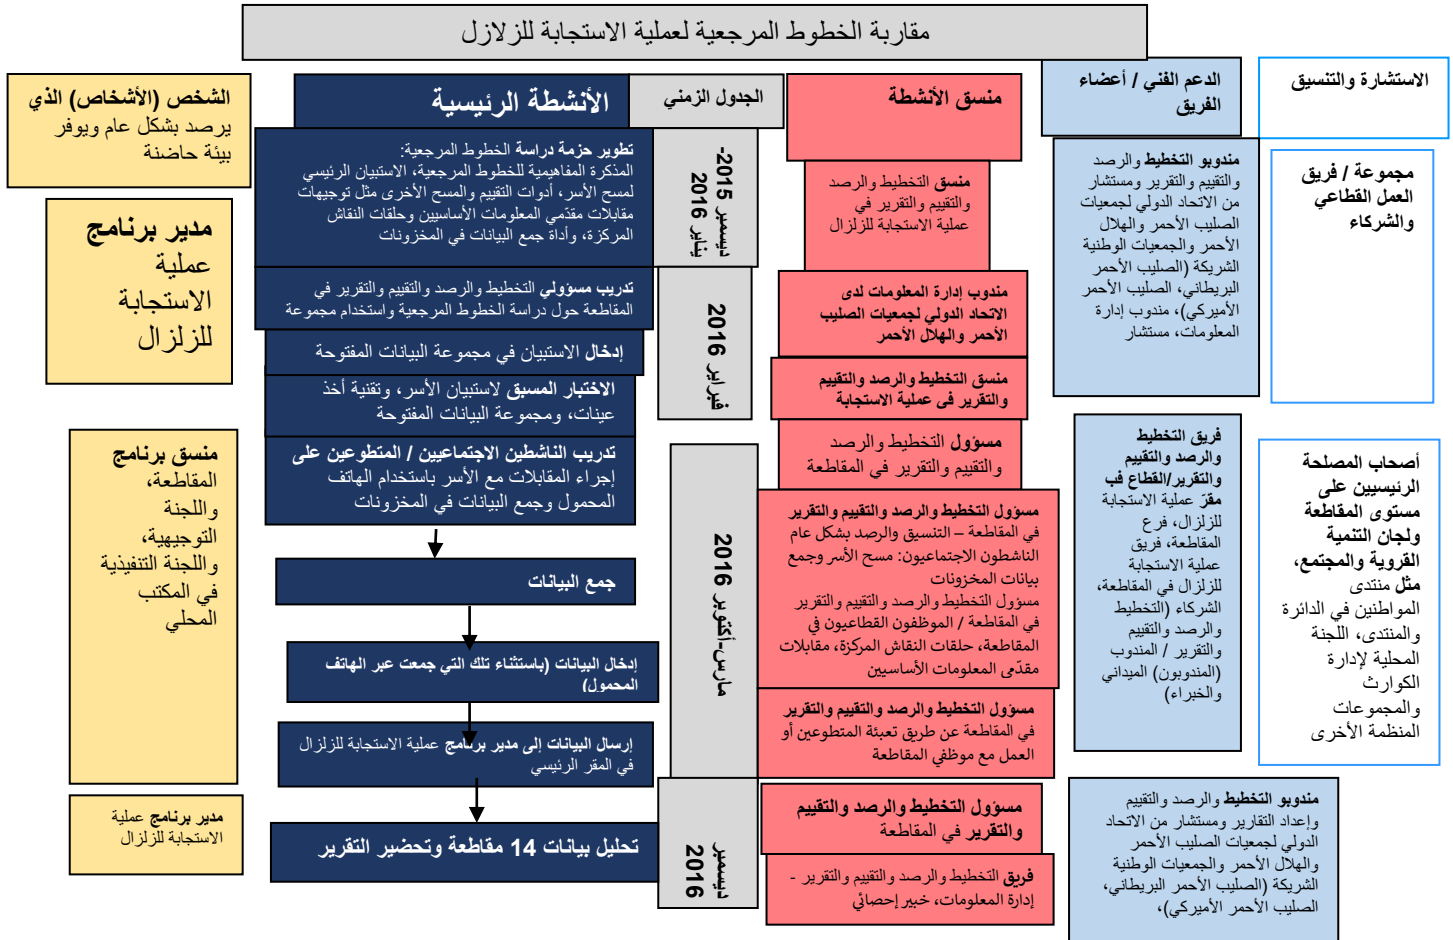 مقاربة الخطوط المرجعية لعملية الاستجابة للزلازل
الاستشارة والتنسيق
مجموعة / فريق
العمل القطاعي
والشركاء
أصحاب المصلحة
الرئيسيين على
مستوى المقاطعة
ولجان التنمية
القروية والمجتمع،
مثل منتدى
المواطنين في الدائرة
والمنتدى، اللجنة
المحلية لإدارة
الكوارث
والمجموعات
المنظمة الأخرى
الدعم الفني / أعضاء
الفريق
مندوبو التخطيط والرصد
والتقييم والتقرير ومستشار
من الاتحاد الدولي لجمعيات
الصليب الأحمر والهلال
الأحمر والجمعيات الوطنية
الشريكة (الصليب الأحمر
البريطاني، الصليب الأحمر
الأميركي)، مندوب إدارة
المعلومات، مستشار
فريق التخطيط
والرصد والتقييم
والتقرير/القطاع فب
مقرّ عملية الاستجابة
للزلزال، فرع
المقاطعة، فريق
عملية الاستجابة
للزلزال في المقاطعة،
الشركاء (التخطيط
والرصد والتقييم
والتقرير / المندوب
(المندوبون) الميداني
والخبراء)
مندوبو التخطيط والرصد والتقييم
وإعداد التقارير ومستشار من الاتحاد
الدولي لجمعيات الصليب الأحمر
والهلال الأحمر والجمعيات الوطنية
الشريكة (الصليب الأحمر البريطاني،
الصليب الأحمر الأميركي)،
منسق الأنشطة
منسق التخطيط والرصد
والتقييم والتقرير في
عملية الاستجابة للزلزال
مندوب إدارة المعلومات لدى
الاتحاد الدولي لجمعيات الصليب
الأحمر والهلال الأحمر
منسق التخطيط والرصد والتقييم
والتقرير في عملية الاستجابة
مسؤول التخطيط والرصد
والتقييم والتقرير في المقاطعة
مسؤول التخطيط والرصد والتقييم والتقرير
في المقاطعة – التنسيق والرصد بشكل عام
الناشطون الاجتماعيون: مسح الأسر وجمع
بيانات المخزونات
مسؤول التخطيط والرصد والتقييم والتقرير
في المقاطعة / الموظفون القطاعيون في
المقاطعة، حلقات النقاش المركزة، مقابلات
مقدّمي المعلومات الأساسيين
مسؤول التخطيط والرصد والتقييم والتقرير
في المقاطعة عن طريق تعبئة المتطوعين أو
العمل مع موظفي المقاطعة
مسؤول التخطيط والرصد والتقييم
والتقرير في المقاطعة
فريق التخطيط والرصد والتقييم والتقرير -
إدارة المعلومات، خبير إحصائي
الجدول الزمني
ديسمبر 2015-
يناير 2016
فبراير 2016
مارس-أكتوبر 2016
ديسمبر
2016
الأنشطة الرئيسية
تطوير حزمة دراسة الخطوط المرجعية:
المذكرة المفاهيمية للخطوط المرجعية، الاستبيان الرئيسي
لمسح الأسر، أدوات التقييم والمسح الأخرى مثل توجيهات
مقابلات مقدّمي المعلومات الأساسيين وحلقات النقاش
المركزة، وأداة جمع البيانات في المخزونات
تدريب مسؤولي التخطيط والرصد والتقييم والتقرير في
المقاطعة حول دراسة الخطوط المرجعية واستخدام مجموعة
إدخال الاستبيان في مجموعة البيانات المفتوحة
الاختبار المسبق لاستبيان الأسر، وتقنية أخذ
عينات، ومجموعة البيانات المفتوحة
تدريب الناشطين الاجتماعيين / المتطوعين على
إجراء المقابلات مع الأسر باستخدام الهاتف
المحمول وجمع البيانات في المخزونات
جمع البيانات
إدخال البيانات (باستثناء تلك التي جمعت عبر الهاتف
المحمول)
إرسال البيانات إلى مدير برنامج عملية الاستجابة للزلزال
في المقر الرئيسي
تحليل بيانات 14 مقاطعة وتحضير التقرير
الشخص (الأشخاص) الذي
يرصد بشكل عام ويوفر
بيئة حاضنة
مدير برنامج
عملية
الاستجابة
للزلزال
منسق برنامج
المقاطعة،
واللجنة
التوجيهية،
واللجنة التنفيذية
في المكتب
المحلي
مدير برنامج عملية
الاستجابة للزلزال